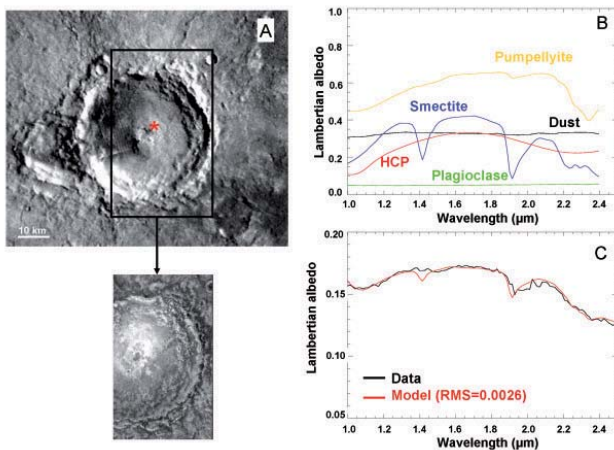 A
10 km
B
Lambertian albedo
1.0
0.8
0.6
0.4
0.2
0.0
Pumpellyite
Smectite
Dust
HCP
Plagioclase
1.0 1.2 1.4 1.6 1.8 2.0 2.2 2.4
Wavelength (µm)
C
Lambertian albedo
0.20
0.15
0.10
0.05
Data
Model (RMS=0.0026)
1.0 1.2 1.4 1.6 1.8 2.0 2.2 2.4
Wavelength (µm)